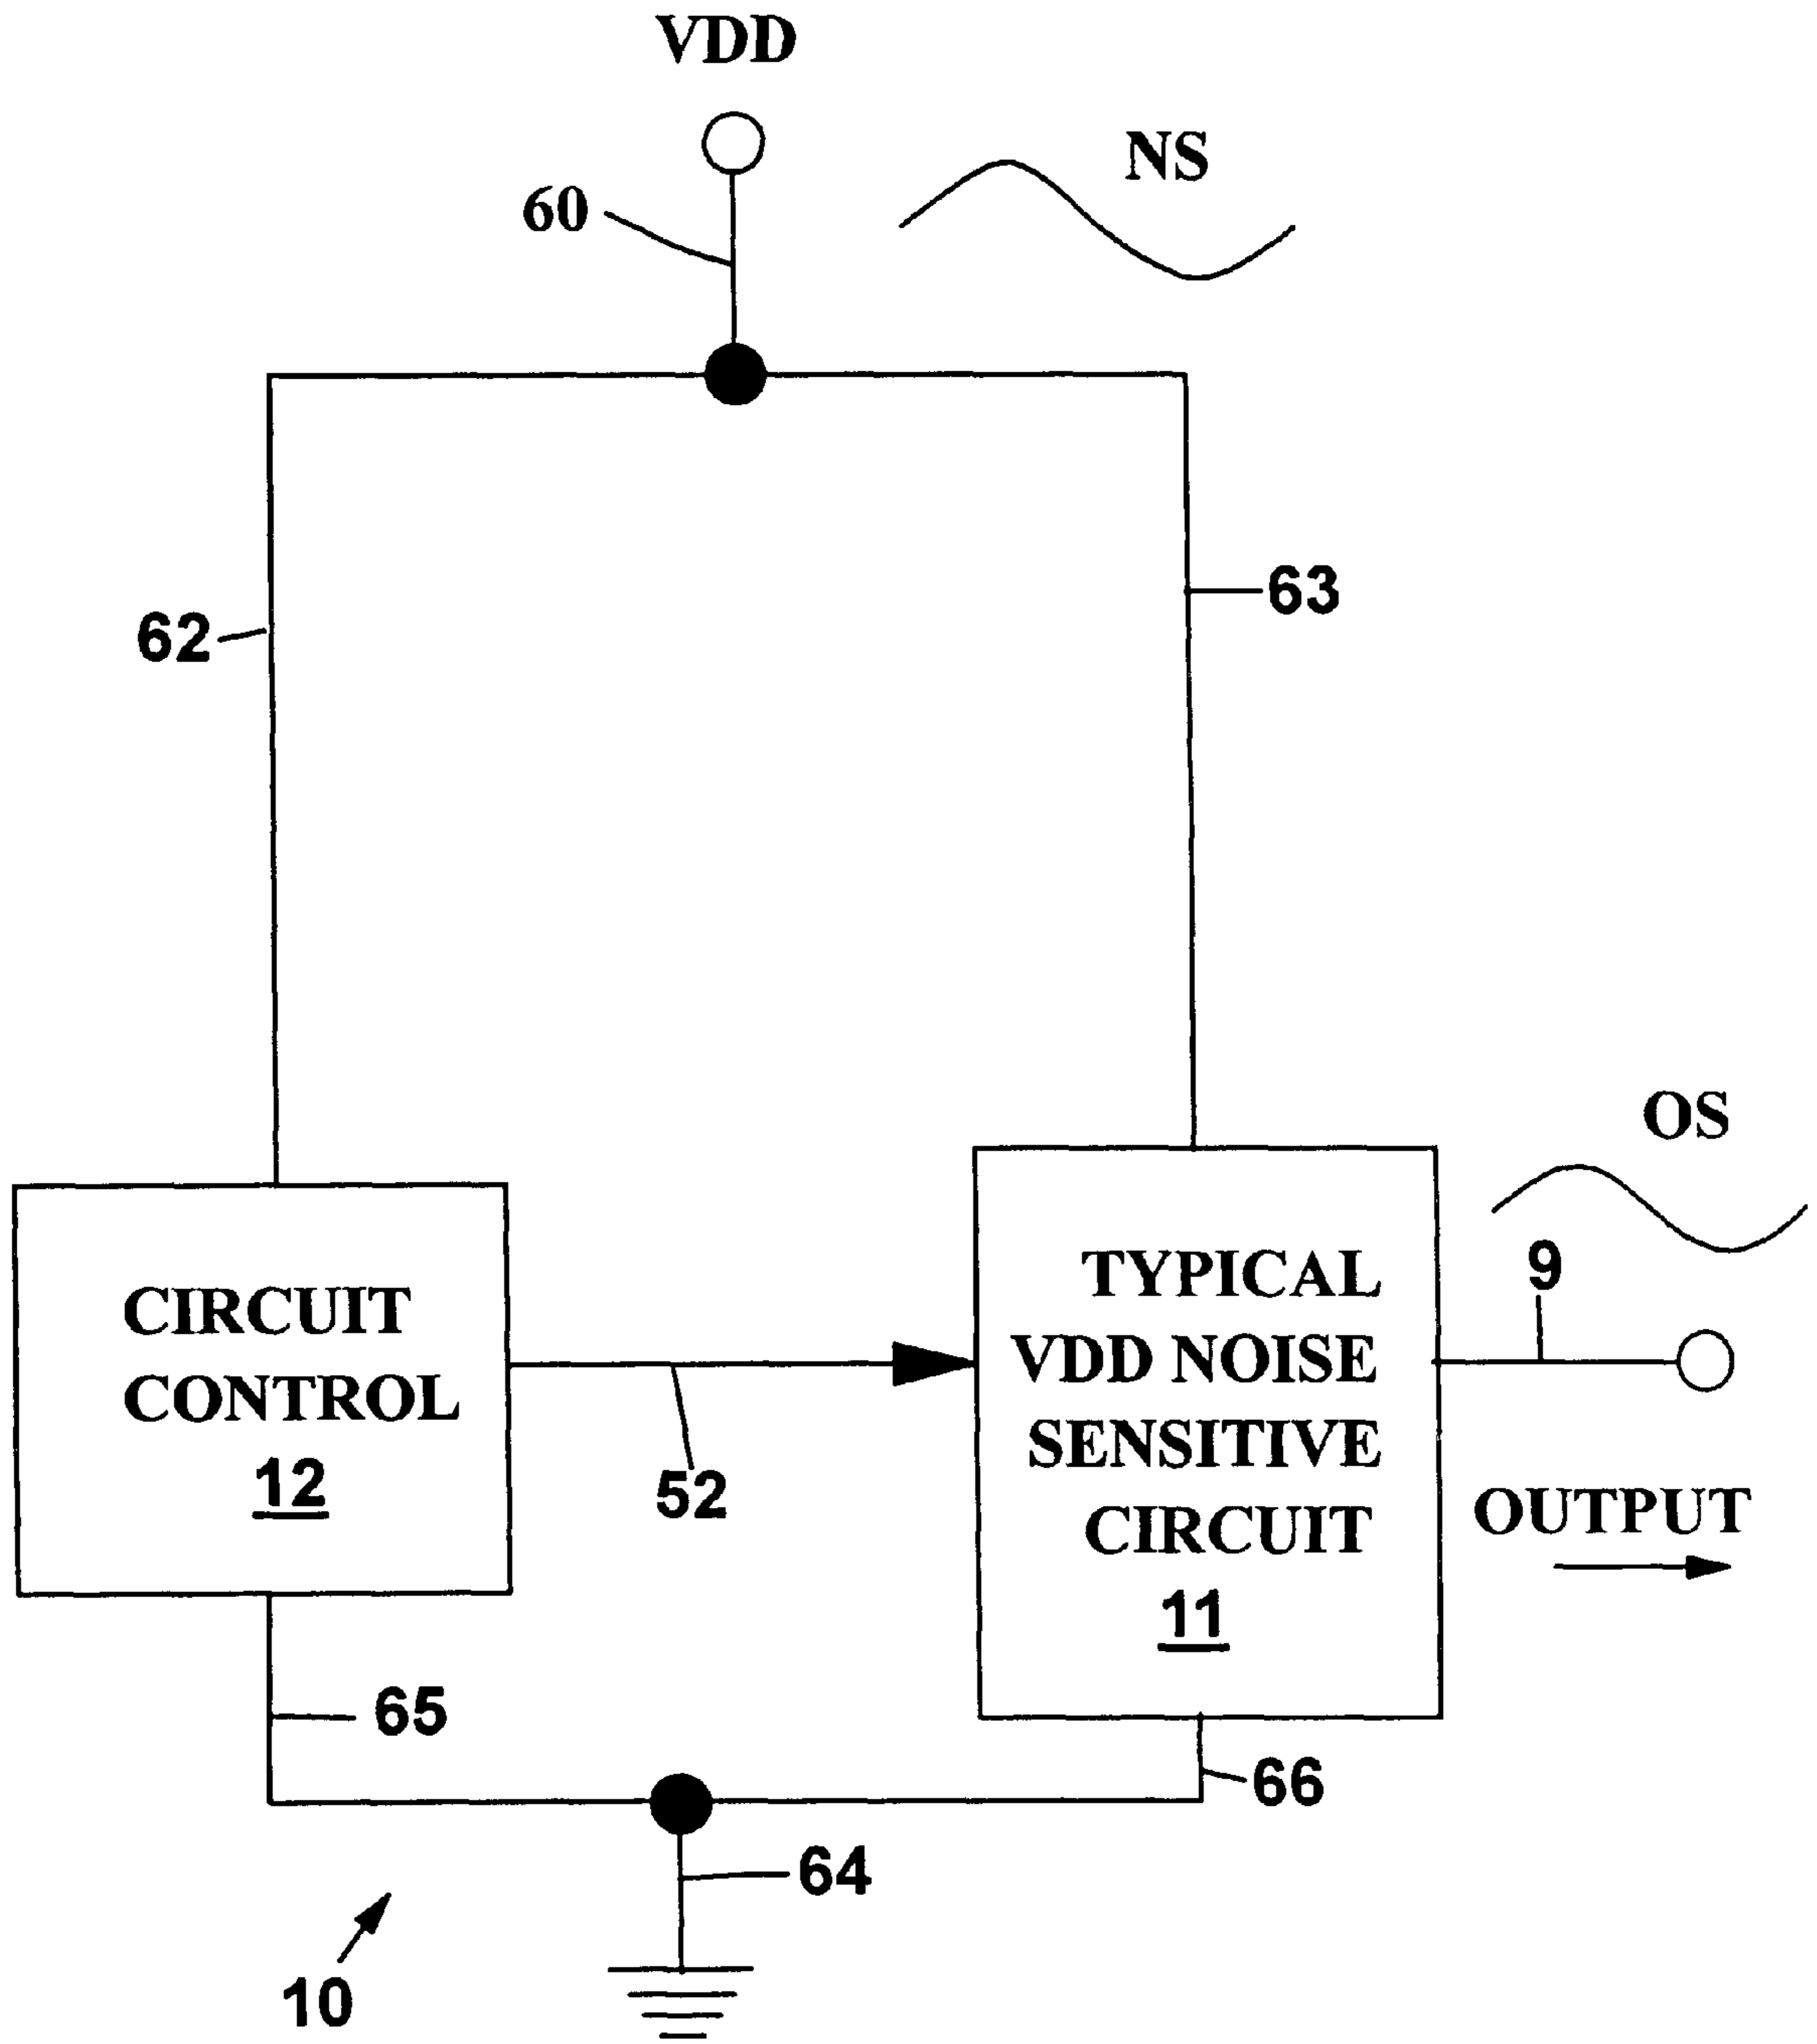 VDD
NS
60
63
62
OS
9
CIRCUIT
CONTROL
12
TYPICAL
VDD NOISE
SENSITIVE
CIRCUIT
11
52
OUTPUT
65
66
64
10